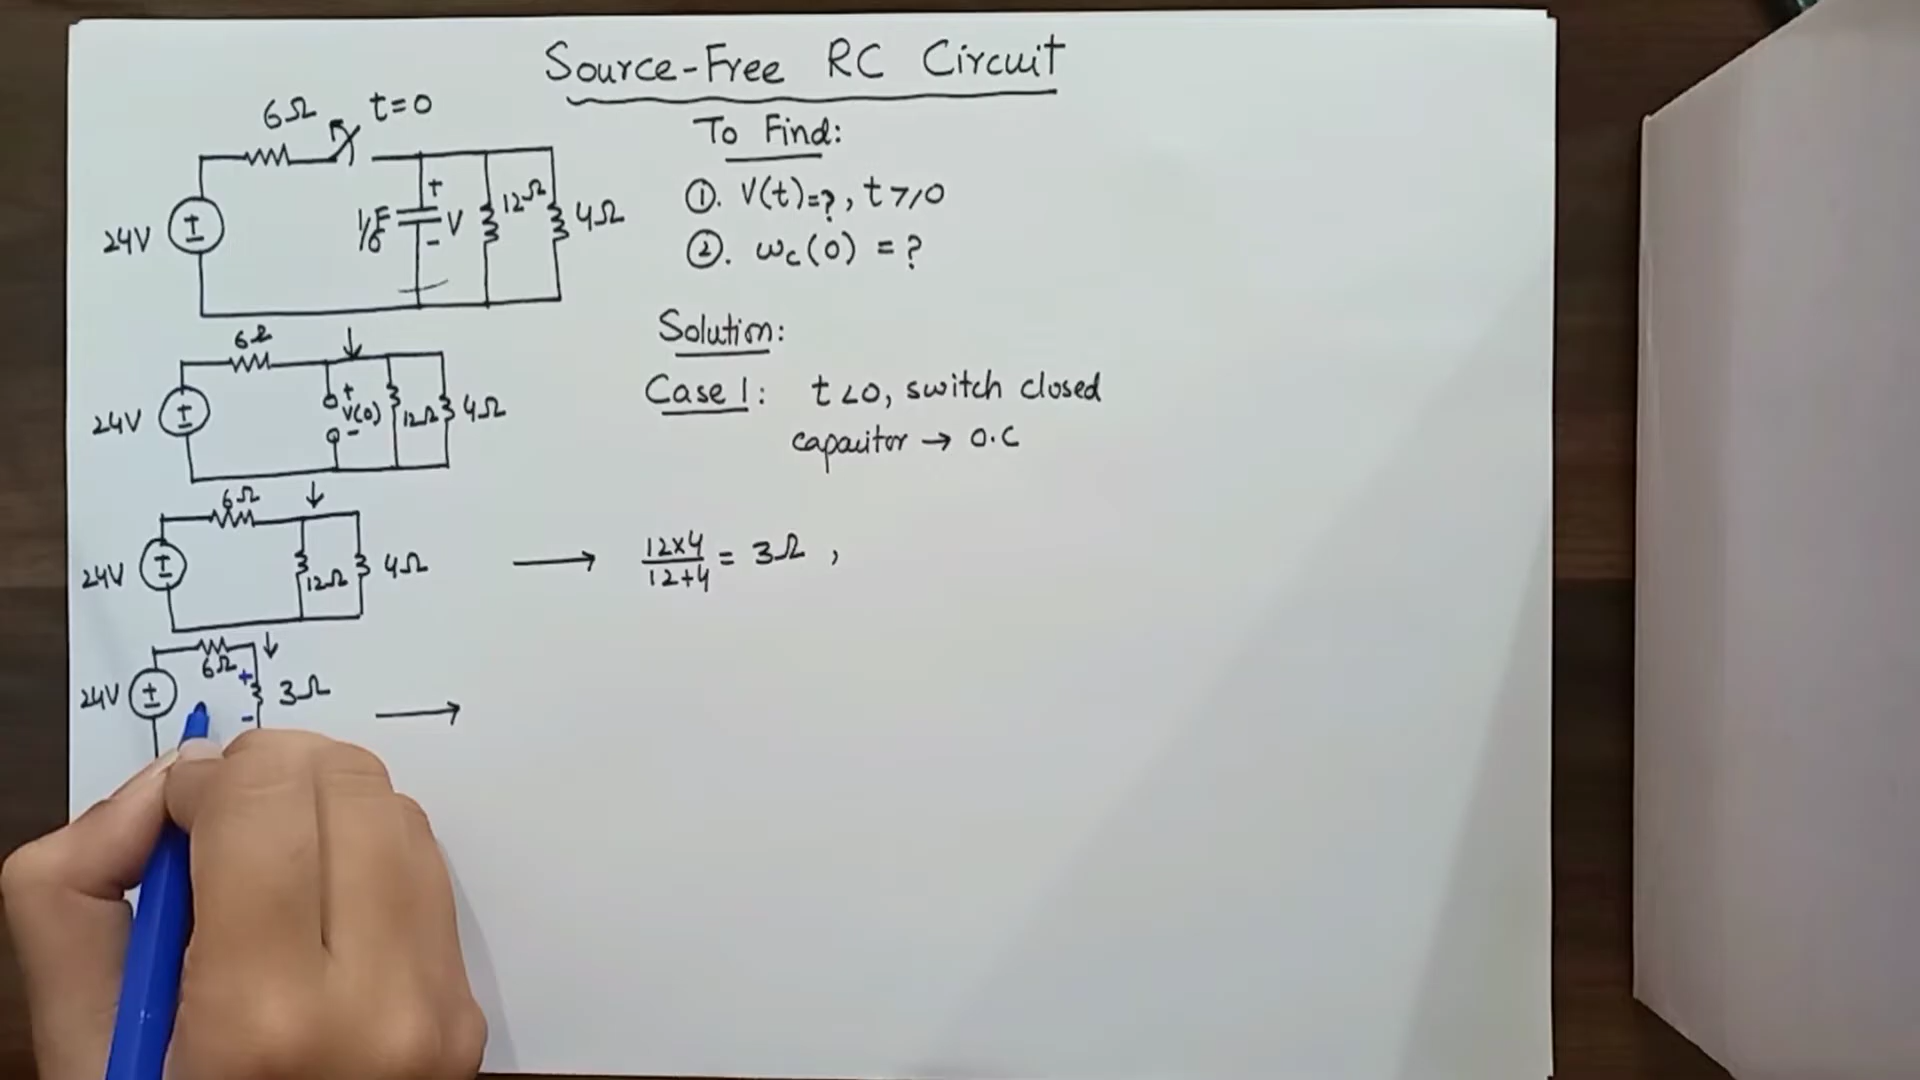 Source-Free RC Circuit
6Ω t=0
24V
1/6F + V -
12Ω
4Ω
To Find:
①. V(t)=?, t>,0
②. wc(0) = ?
6Ω
24V
+ V(0) -
12Ω
4Ω
Solution:
Case 1: t<0, switch closed
capacitor → O.C
6Ω
24V
12Ω
4Ω
→ 12×4/12+4 = 3Ω ,
6Ω
24V
+ -
3Ω
→